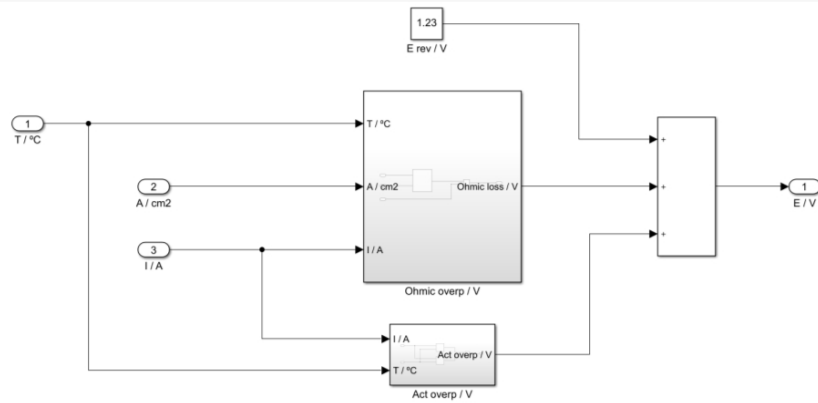 1.23
E rev / V
1
T / ºC
T / ºC
+
2
A / cm2
A / cm2
Ohmic loss / V
+
1
E / V
3
I / A
I / A
+
Ohmic overp / V
I / A
Act overp / V
T / ºC
Act overp / V